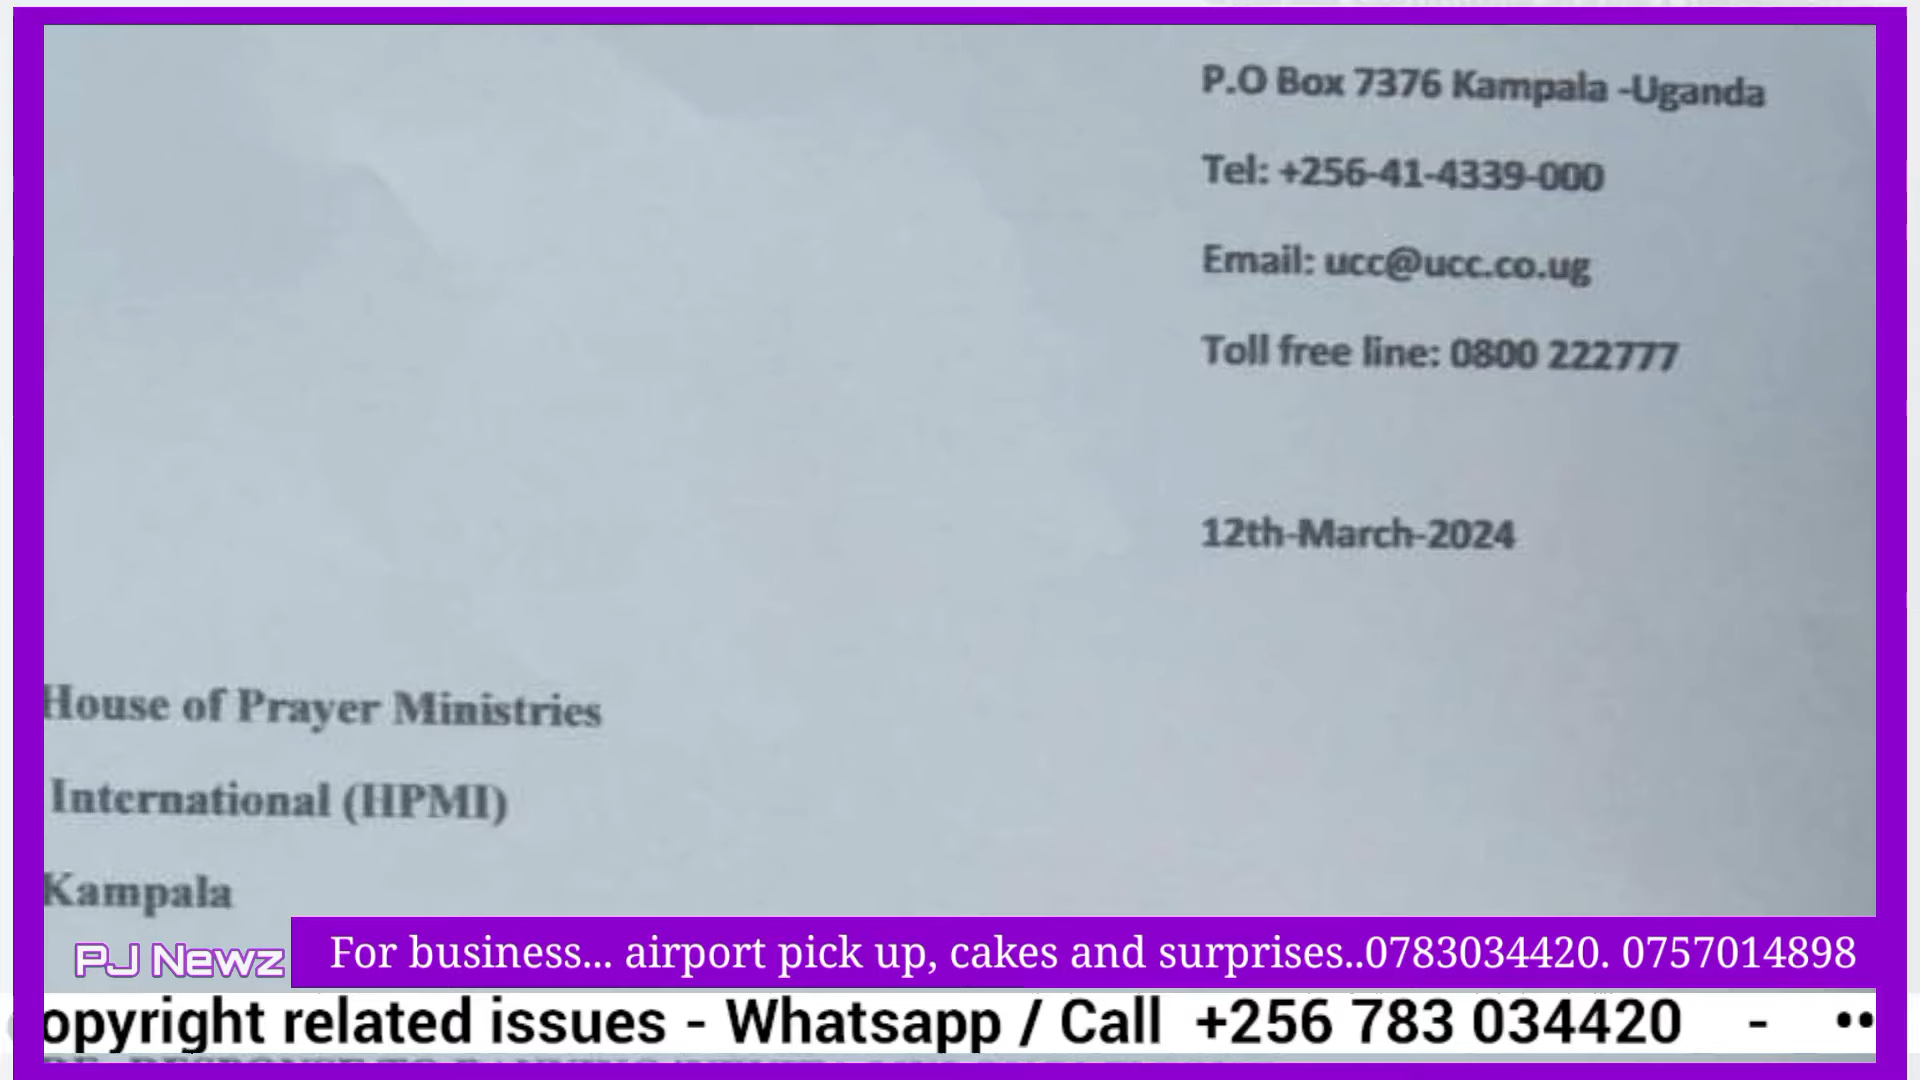 P.O Box 7376 Kampala -Uganda
Tel: +256-41-4339-000
Email: ucc@ucc.co.ug
Toll free line: 0800 222777
12th-March-2024
House of Prayer Ministries
International (HPMI)
Kampala
PJ Newz
For business... airport pick up, cakes and surprises..0783034420. 0757014898
opyright related issues - Whatsapp / Call +256 783 034420 - ••